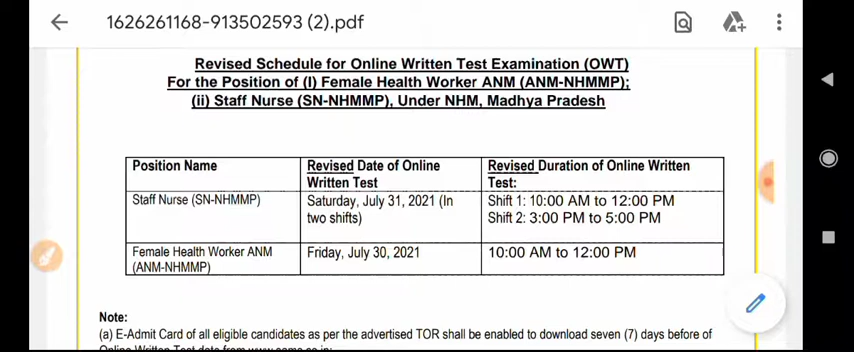 1626261168-913502593 (2).pdf
Revised Schedule for Online Written Test Examination (OWT)
For the Position of (I) Female Health Worker ANM (ANM-NHMMP);
(ii) Staff Nurse (SN-NHMMP), Under NHM, Madhya Pradesh
Position Name
Revised Date of Online
Written Test
Revised Duration of Online Written
Test:
Staff Nurse (SN-NHMMP)
Saturday, July 31, 2021 (In
two shifts)
Shift 1: 10:00 AM to 12:00 PM
Shift 2: 3:00 PM to 5:00 PM
Female Health Worker ANM
(ANM-NHMMP)
Friday, July 30, 2021
10:00 AM to 12:00 PM
Note:
(a) E-Admit Card of all eligible candidates as per the advertised TOR shall be enabled to download seven (7) days before of
Online Written Test date from